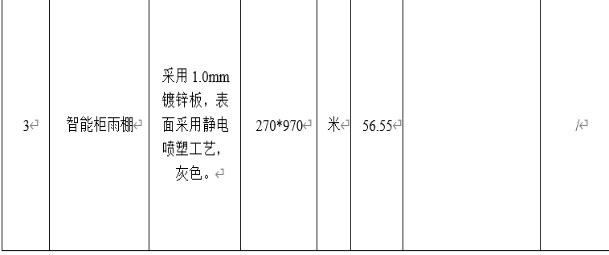 3
智能柜雨棚
采用 1.0mm
镀锌板，表
面采用静电
喷塑工艺，
灰色。
270*970
米
56.55
/